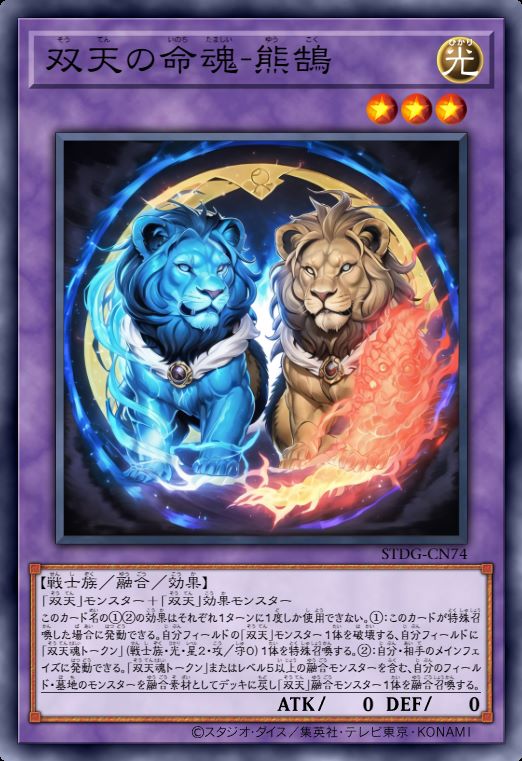 双天の命魂-熊鵠
光
STDG-CN74
【戦士族／融合／効果】
「双天」モンスター＋「双天」効果モンスター
このカード名の①②の効果はそれぞれ1ターンに1度しか使用できない。①：このカードが特殊召
喚した場合に発動できる。自分フィールドの「双天」モンスター1体を破壊する、自分フィールドに
「双天魂トークン」(戦士族・光・星2・攻／守0)1体を特殊召喚する。②：自分・相手のメインフェ
イズに発動できる。「双天魂トークン」またはレベル5以上の融合モンスターを含む、自分のフィール
ド・墓地のモンスターを融合素材としてデッキに戻し「双天」融合モンスター1体を融合召喚する。
ATK/ 0 DEF/ 0
©スタジオ・ダイス／集英社・テレビ東京・KONAMI